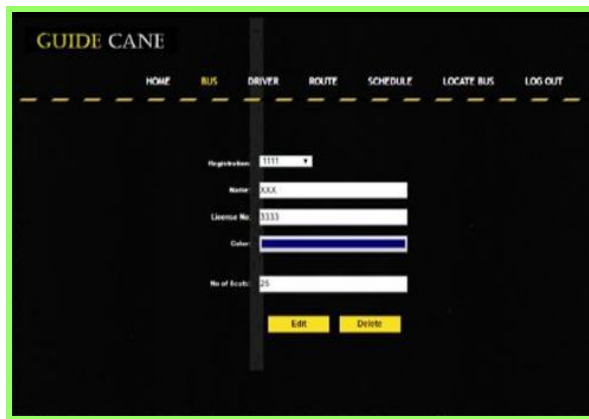 GUIDE CANE
HOME BUS DRIVER ROUTE SCHEDULE LOCATE BUS LOG OUT
Registration: 1111
Name: XXX
License No: 3333
Color:
No of Seats: 25
Edit Delete